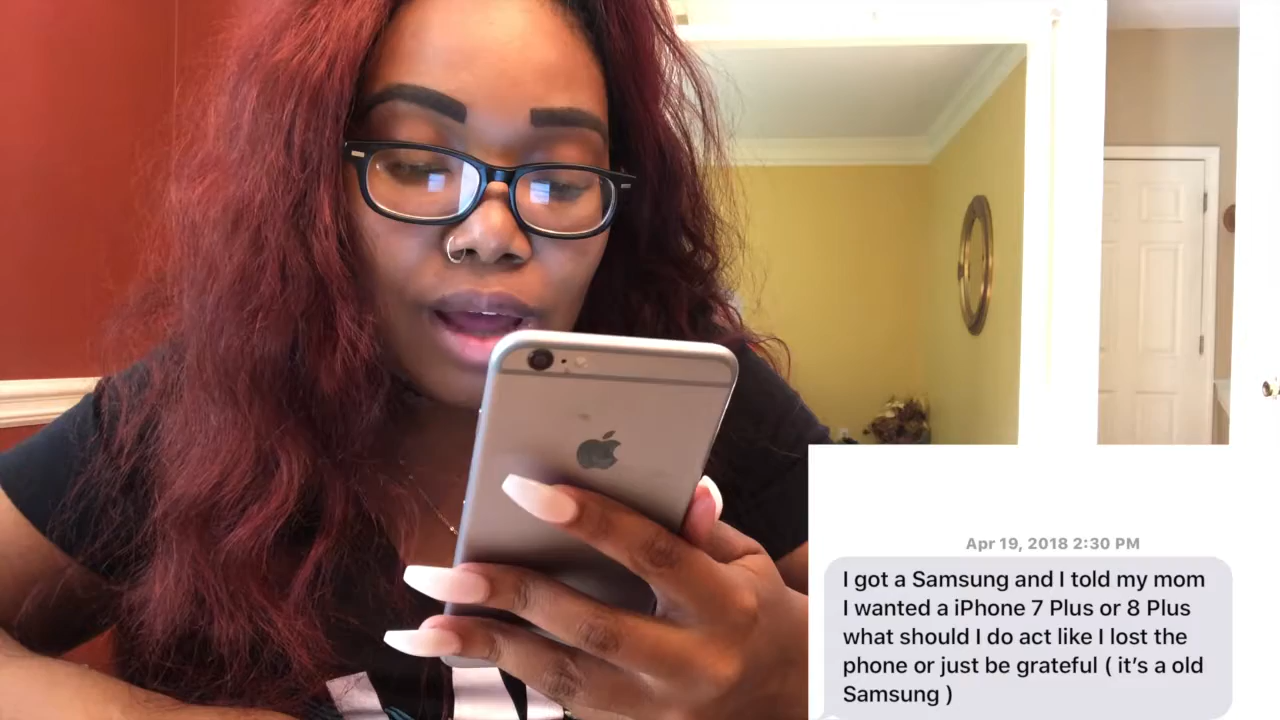 Apr 19, 2018 2:30 PM
I got a Samsung and I told my mom
I wanted a iPhone 7 Plus or 8 Plus
what should I do act like I lost the
phone or just be grateful ( it's a old
Samsung )